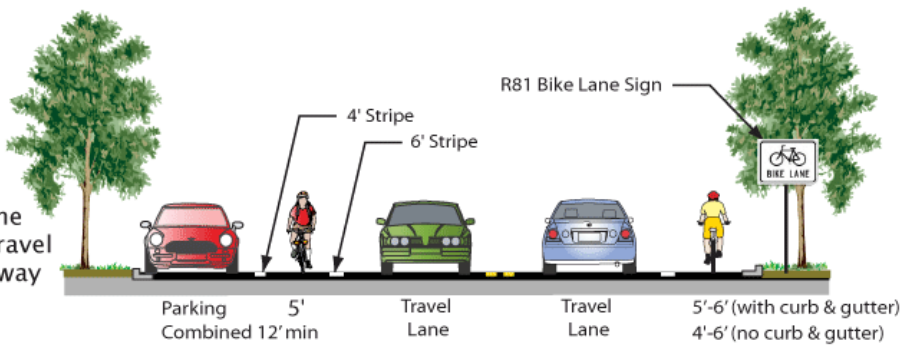 R81 Bike Lane Sign
4' Stripe
6' Stripe
BIKE LANE
ravel
way
Parking 5'
Combined 12' min
Travel
Lane
Travel
Lane
5'-6' (with curb & gutter)
4'-6' (no curb & gutter)